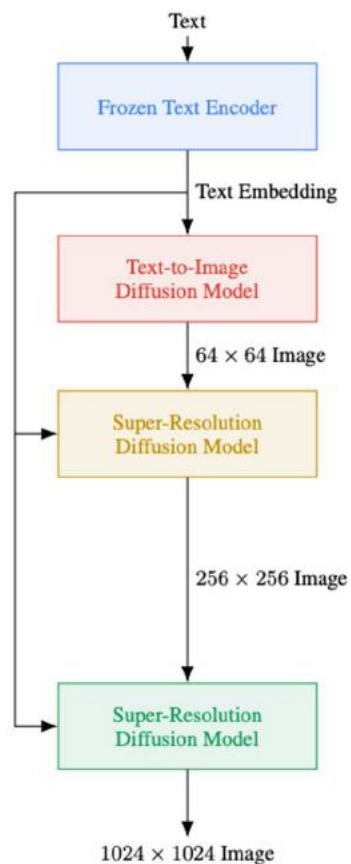 Text
Frozen Text Encoder
Text Embedding
Text-to-Image
Diffusion Model
64 × 64 Image
Super-Resolution
Diffusion Model
256 × 256 Image
Super-Resolution
Diffusion Model
1024 × 1024 Image